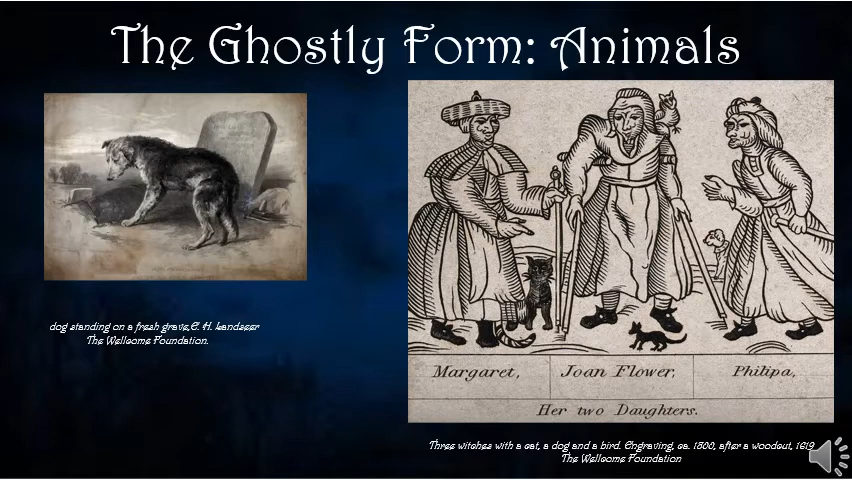 The Ghostly Form: Animals
dog standing on a fresh grave,E. H. Landseer
The Wellcome Foundation.
Margaret, Joan Flower, Philipa,
Her two Daughters.
Three witches with a cat, a dog and a bird. Engraving, ca. 1800, after a woodcut, 1619
The Wellcome Foundation